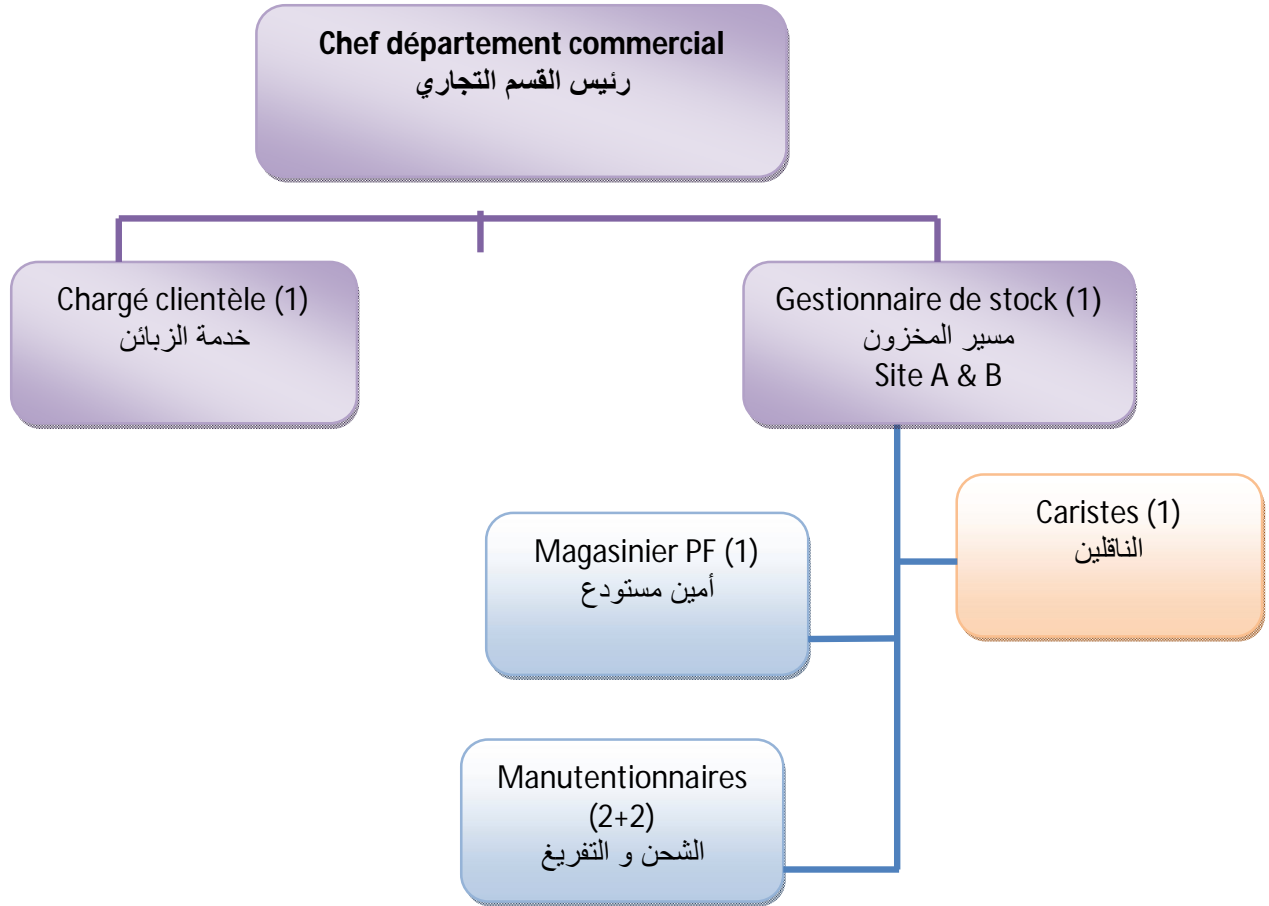 Chef département commercial
رئيس القسم التجاري
Chargé clientèle (1)
خدمة الزبائن
Gestionnaire de stock (1)
مسير المخزون
Site A & B
Caristes (1)
الناقلين
Magasinier PF (1)
أمين مستودع
Manutentionnaires
(2+2)
الشحن و التفريغ